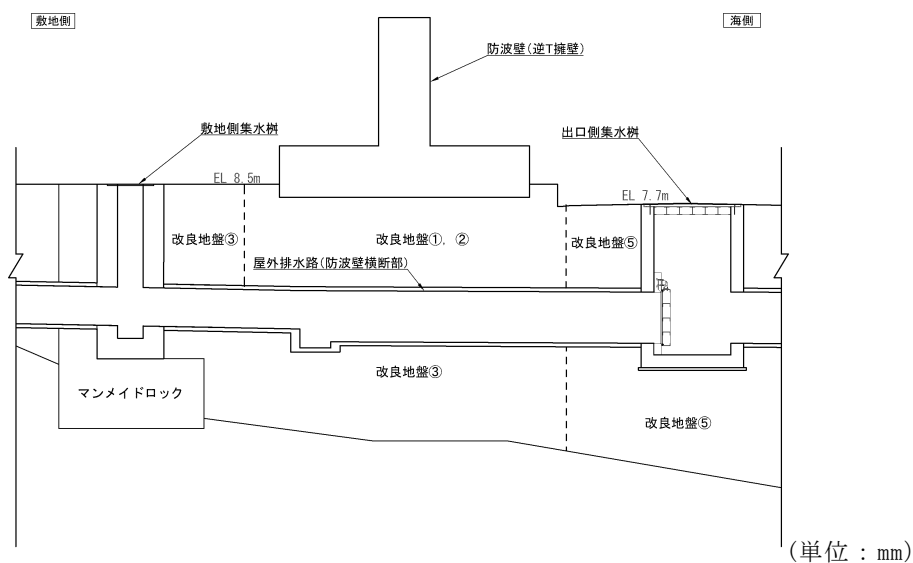 敷地側
海側
防波壁（逆T擁壁）
敷地側集水桝
出口側集水桝
EL 8.5m
EL 7.7m
改良地盤③
改良地盤①，②
改良地盤⑤
屋外排水路（防波壁横断部）
改良地盤③
マンメイドロック
改良地盤⑤
(単位：mm)